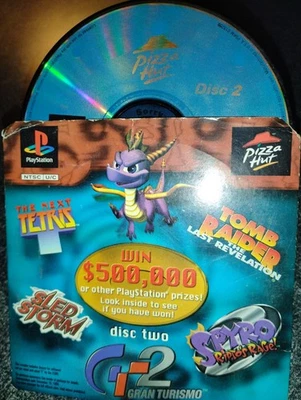 Pizza
Hut
Disc 2
PlayStation
NTSC U/C
Pizza
Hut
THE NEXT
TETRIS
TOMB
RAIDER
THE
LAST REVELATION
WIN
$500,000
or other PlayStation prizes!
Look inside to see
if you have won!
SLED
STORM
disc two
SPYRO
RIPTO'S RAGE!
GT2
GRAN TURISMO